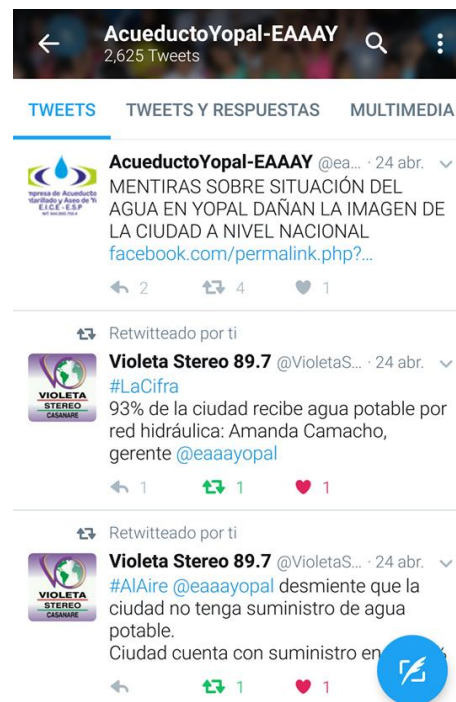 AcueductoYopal-EAAAY
2,625 Tweets
TWEETS TWEETS Y RESPUESTAS MULTIMEDIA
AcueductoYopal-EAAAY @ea... · 24 abr.
MENTIRAS SOBRE SITUACIÓN DEL
AGUA EN YOPAL DAÑAN LA IMAGEN DE
LA CIUDAD A NIVEL NACIONAL
facebook.com/permalink.php?...
2 4 1
Retwitteado por ti
Violeta Stereo 89.7 @VioletaS... · 24 abr.
#LaCifra
93% de la ciudad recibe agua potable por
red hidráulica: Amanda Camacho,
gerente @eaaayopal
VIOLETA
STEREO
CASANARE
1 1 1
Retwitteado por ti
Violeta Stereo 89.7 @VioletaS... · 24 abr.
#AlAire @eaaayopal desmiente que la
ciudad no tenga suministro de agua
potable.
Ciudad cuenta con suministro en
VIOLETA
STEREO
CASANARE
1 1